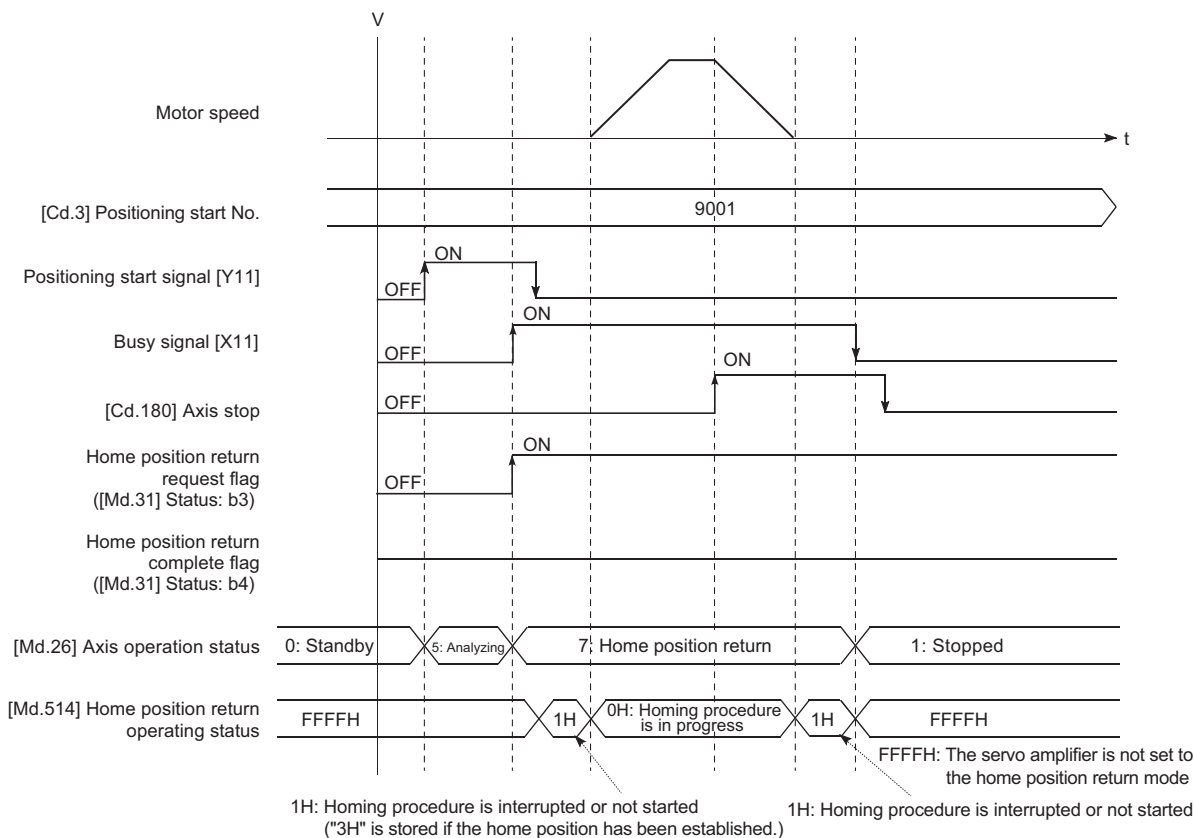 V
Motor speed
t
[Cd.3] Positioning start No.
9001
Positioning start signal [Y11]
OFF
ON
Busy signal [X11]
OFF
ON
[Cd.180] Axis stop
OFF
ON
Home position return
request flag
([Md.31] Status: b3)
OFF
ON
Home position return
complete flag
([Md.31] Status: b4)
[Md.26] Axis operation status
0: Standby
5: Analyzing
7: Home position return
1: Stopped
[Md.514] Home position return
operating status
FFFFH
1H
0H: Homing procedure
is in progress
1H
FFFFH
FFFFH: The servo amplifier is not set to
the home position return mode
1H: Homing procedure is interrupted or not started
("3H" is stored if the home position has been established.)
1H: Homing procedure is interrupted or not started